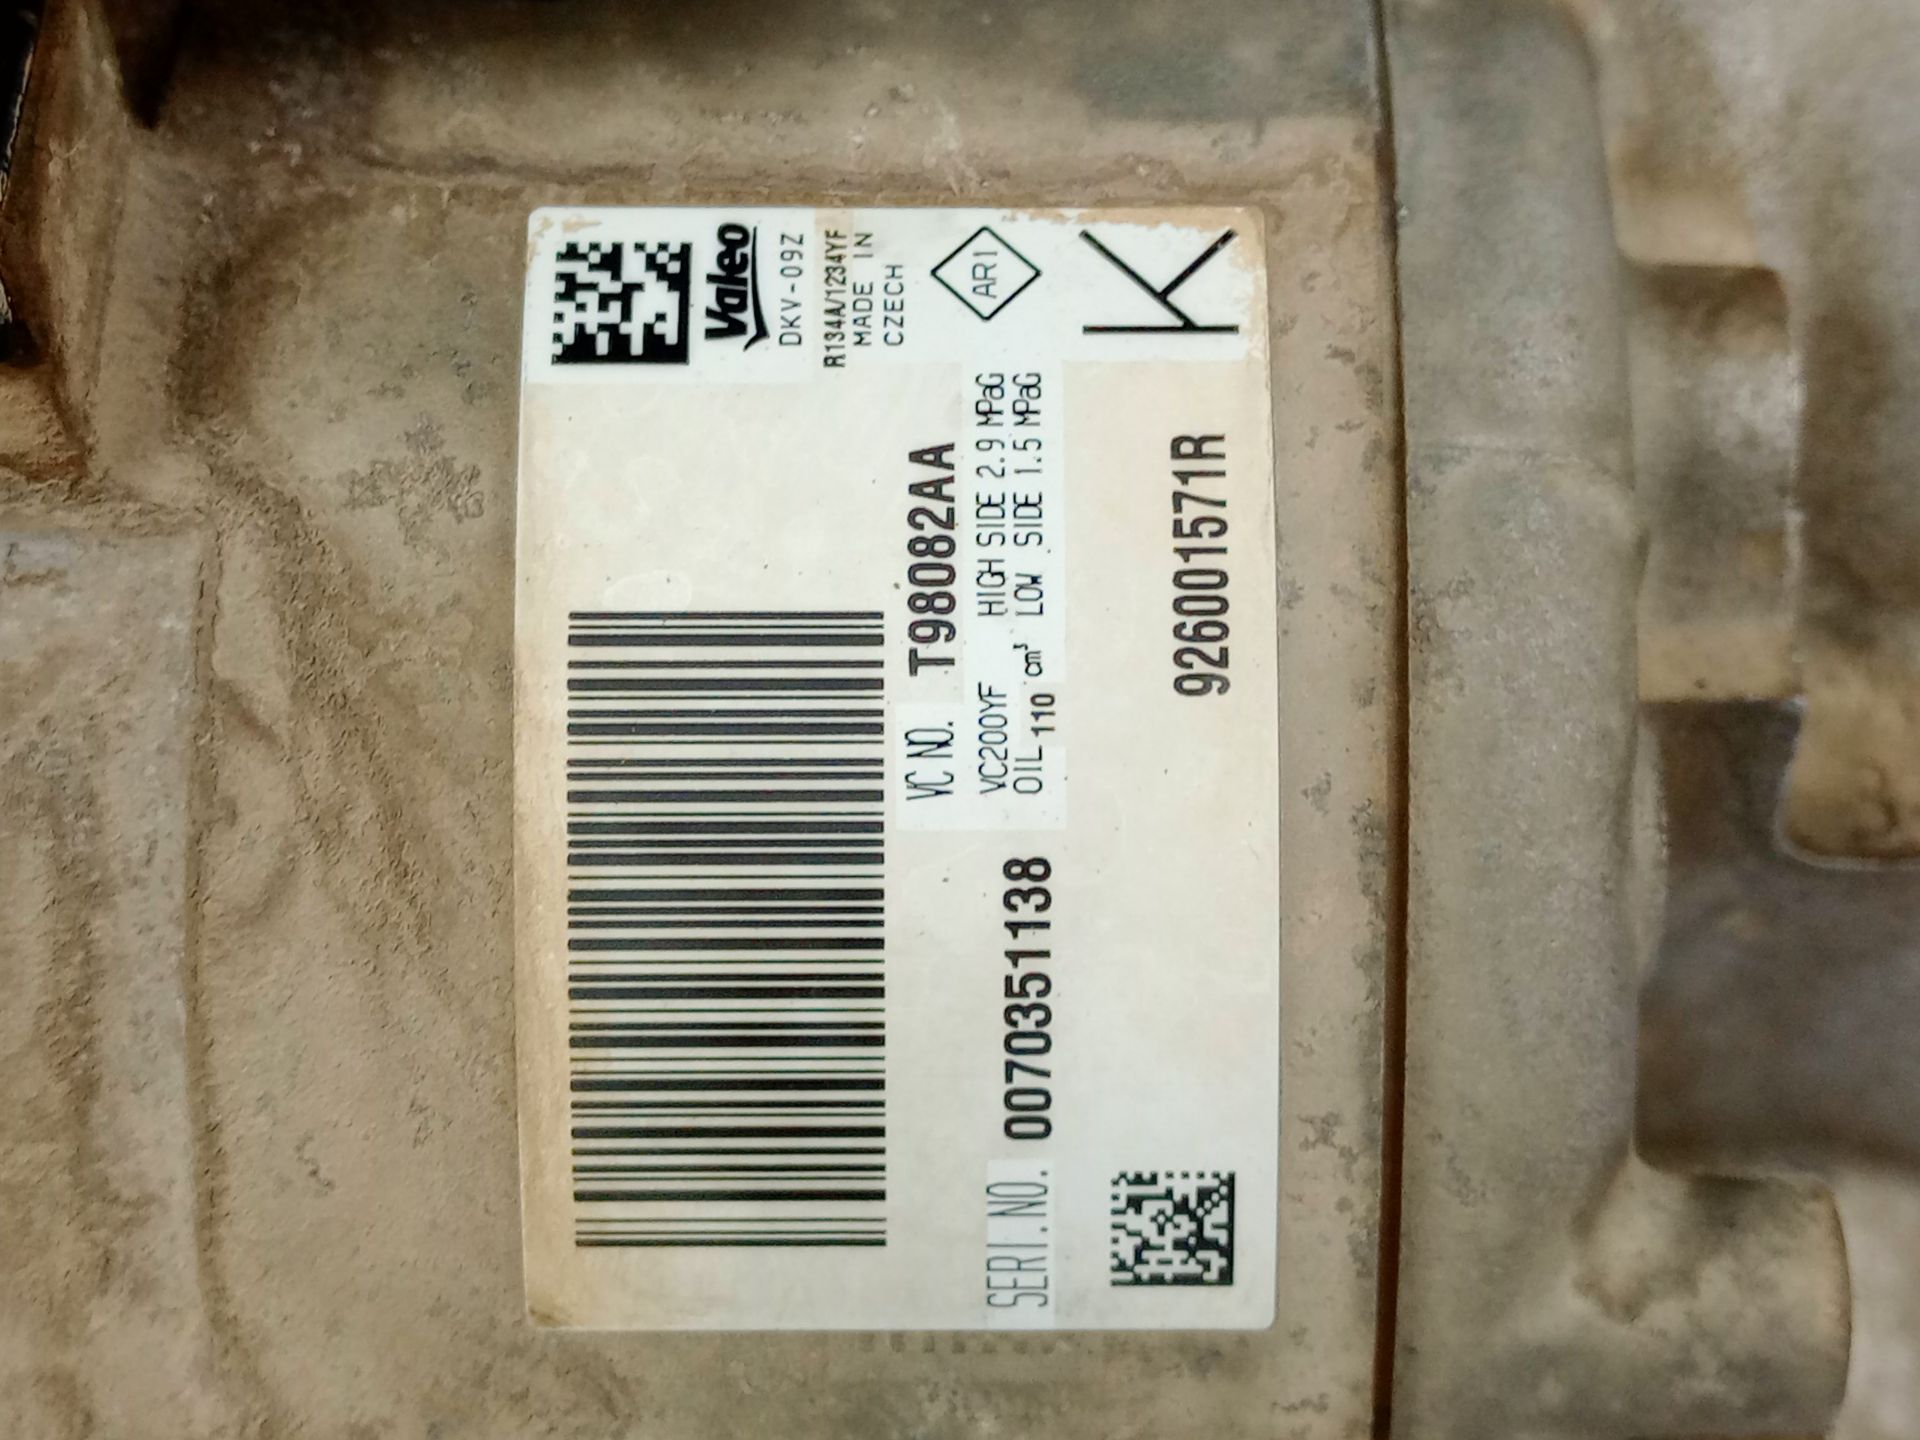 Valeo
DKV-09Z
R134A/1234YF
MADE IN
CZECH
AR1
K
VC NO. T98082AA
VC200YF HIGH SIDE 2.9 MPaG
OIL 110 cm³ LOW SIDE 1.5 MPaG
SERI.NO. 0070351138
926001571R